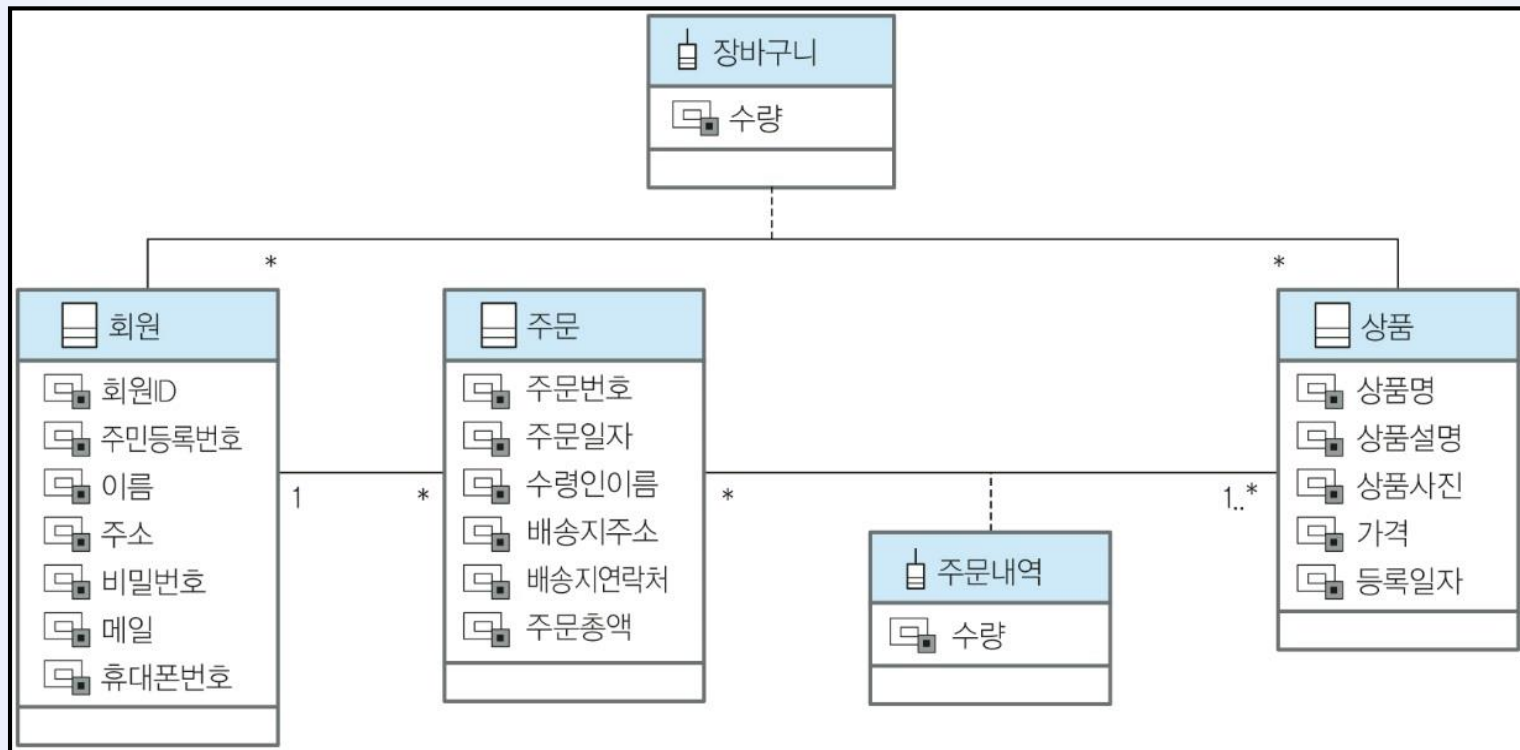 장바구니
수량
*
*
회원
회원ID
주민등록번호
이름
주소
비밀번호
메일
휴대폰번호
1
*
주문
주문번호
주문일자
수령인이름
배송지주소
배송지연락처
주문총액
*
1..*
주문내역
수량
상품
상품명
상품설명
상품사진
가격
등록일자